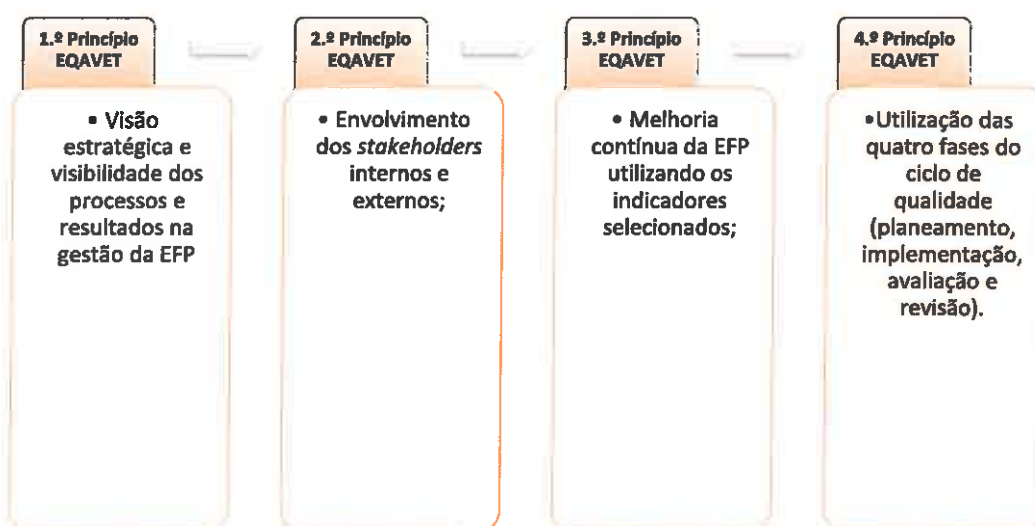 1.º Princípio
EQAVET
• Visão
estratégica e
visibilidade dos
processos e
resultados na
gestão da EFP
2.º Princípio
EQAVET
• Envolvimento
dos stakeholders
internos e
externos;
3.º Princípio
EQAVET
• Melhoria
contínua da EFP
utilizando os
indicadores
selecionados;
4.º Princípio
EQAVET
•Utilização das
quatro fases do
ciclo de
qualidade
(planeamento,
implementação,
avaliação e
revisão).